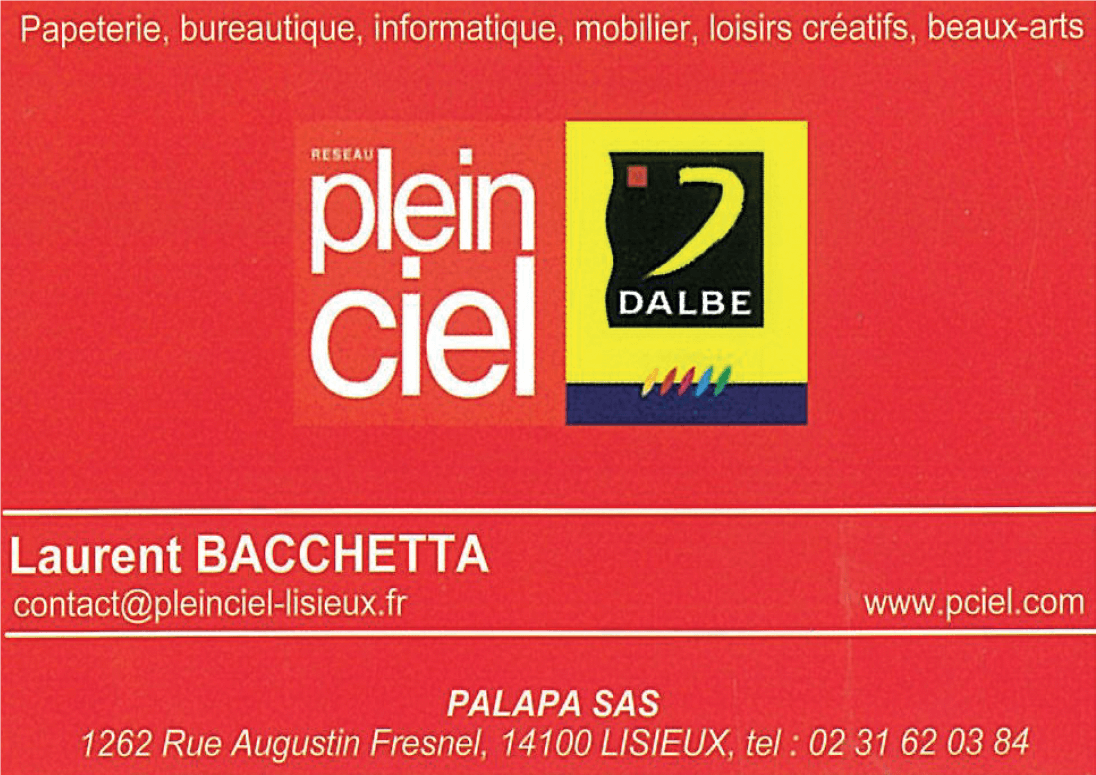 Papeterie, bureautique, informatique, mobilier, loisirs créatifs, beaux-arts
RESEAU
plein
ciel
DALBE
Laurent BACCHETTA
contact@pleinciel-lisieux.fr
www.pciel.com
PALAPA SAS
1262 Rue Augustin Fresnel, 14100 LISIEUX, tel : 02 31 62 03 84